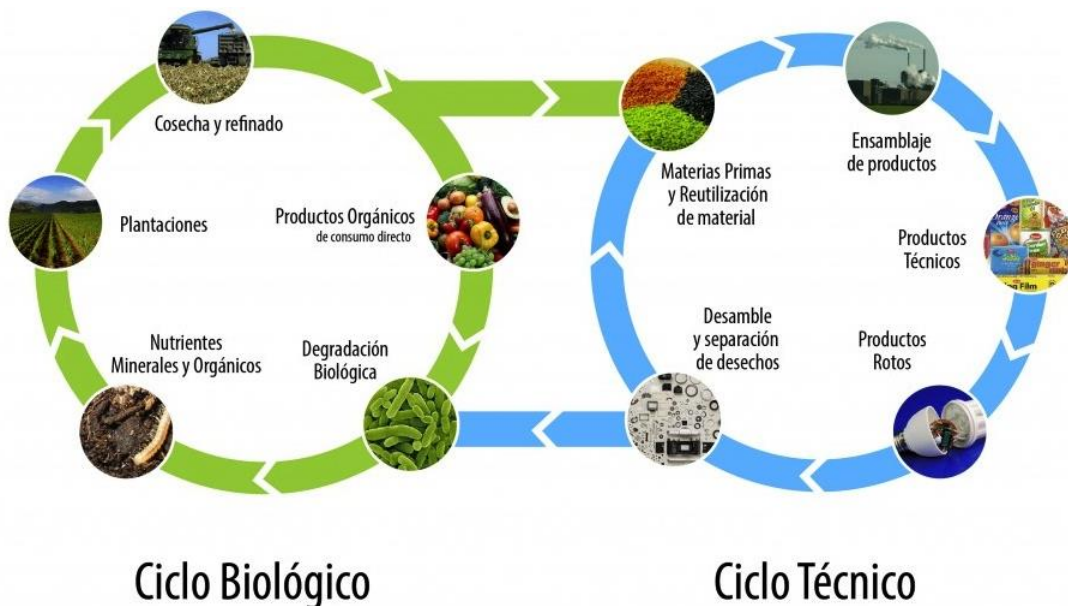 Cosecha y refinado
Plantaciones
Productos Orgánicos
de consumo directo
Nutrientes
Minerales y Orgánicos
Degradación
Biológica
Materias Primas
y Reutilización
de material
Ensamblaje
de productos
Productos
Técnicos
Desamble
y separación
de desechos
Productos
Rotos
Ciclo Biológico
Ciclo Técnico